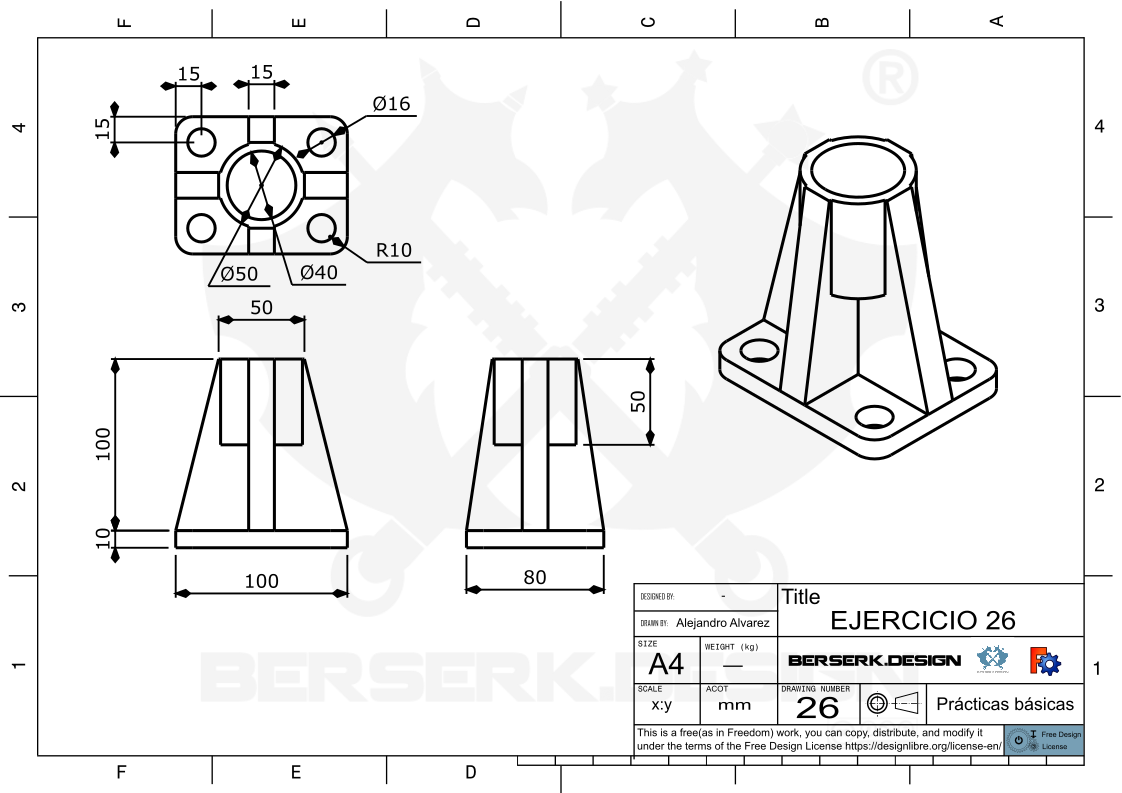 F E D C B A
4
3
2
1
4
3
2
1
F E D
®
15
15
15
Ø16
R10
Ø50
Ø40
50
100
10
100
50
80
BERSERK.DESIGN
DESIGNED BY: -
DRAWN BY: Alejandro Alvarez
Title
EJERCICIO 26
SIZE
A4
WEIGHT (kg)
—
BERSERK.DESIGN
SCALE
x:y
ACOT
mm
DRAWING NUMBER
26
Prácticas básicas
This is a free(as in Freedom) work, you can copy, distribute, and modify it
under the terms of the Free Design License https://designlibre.org/license-en/
Free Design
License